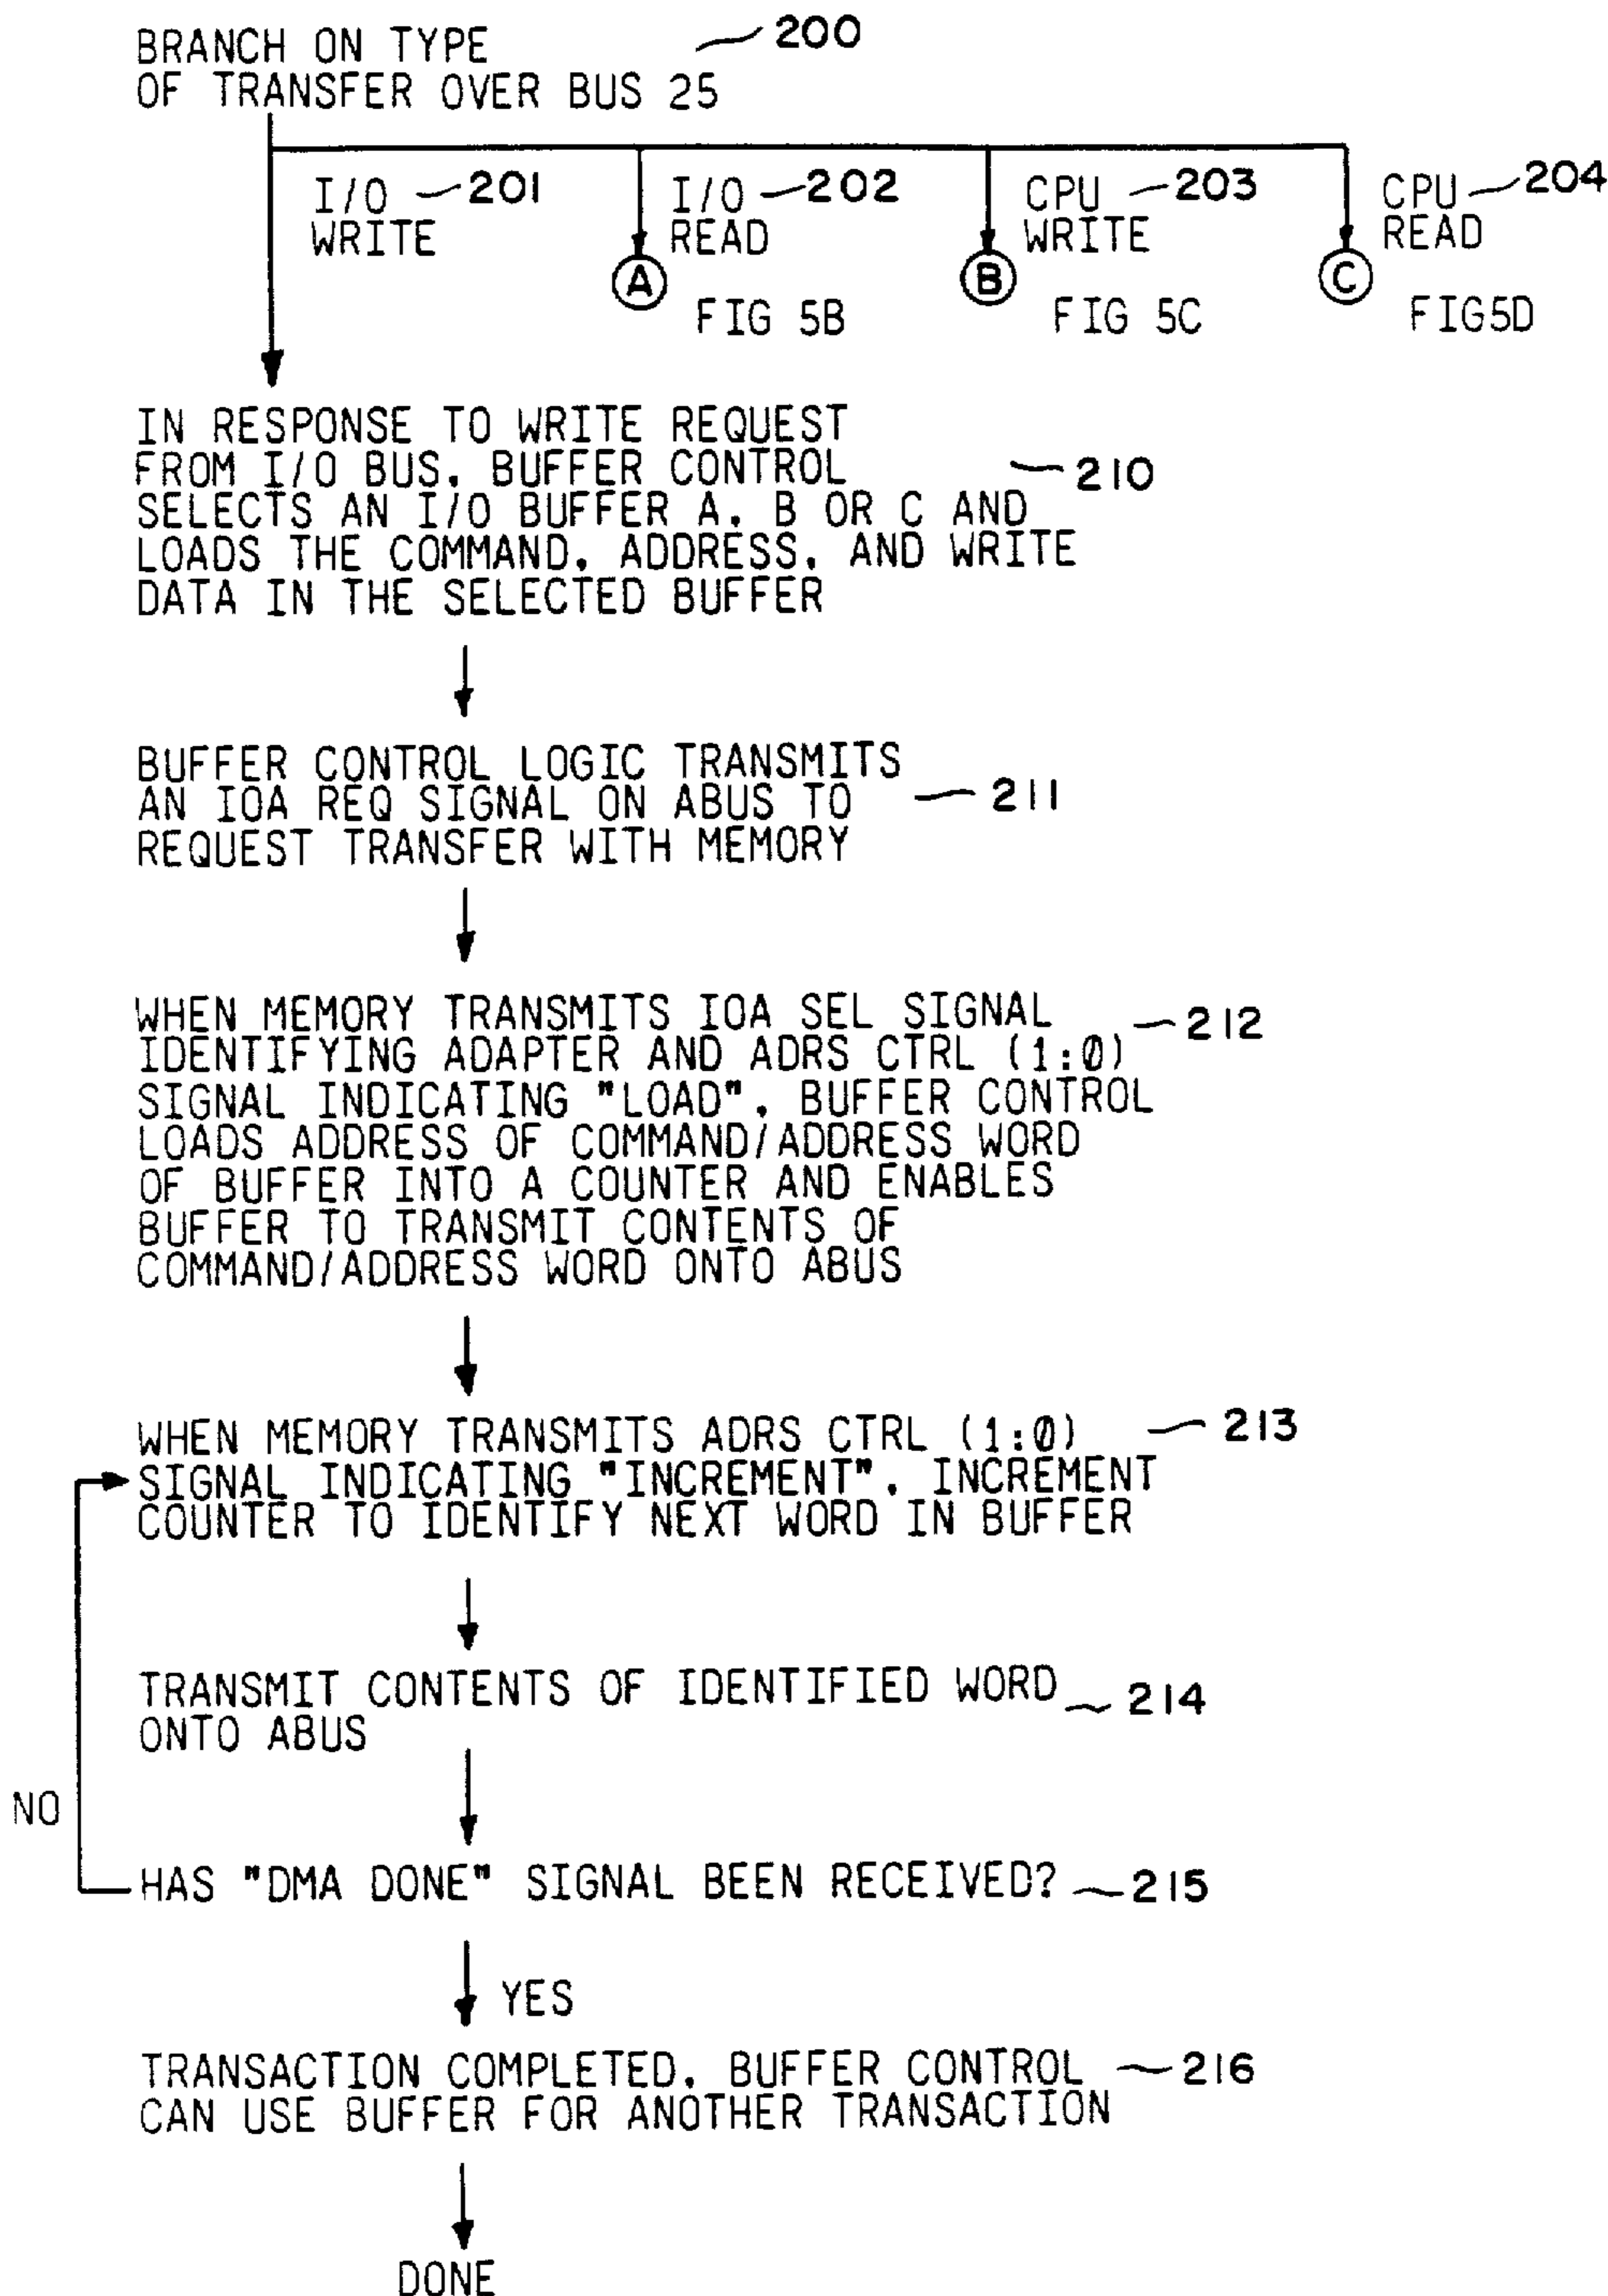 BRANCH ON TYPE 200
OF TRANSFER OVER BUS 25
I/O 201 I/O 202 CPU 203 CPU 204
WRITE READ WRITE READ
A B C
FIG 5B FIG 5C FIG5D
IN RESPONSE TO WRITE REQUEST
FROM I/O BUS, BUFFER CONTROL 210
SELECTS AN I/O BUFFER A, B OR C AND
LOADS THE COMMAND, ADDRESS, AND WRITE
DATA IN THE SELECTED BUFFER
BUFFER CONTROL LOGIC TRANSMITS
AN IOA REQ SIGNAL ON ABUS TO 211
REQUEST TRANSFER WITH MEMORY
WHEN MEMORY TRANSMITS IOA SEL SIGNAL 212
IDENTIFYING ADAPTER AND ADRS CTRL (1:0)
SIGNAL INDICATING "LOAD", BUFFER CONTROL
LOADS ADDRESS OF COMMAND/ADDRESS WORD
OF BUFFER INTO A COUNTER AND ENABLES
BUFFER TO TRANSMIT CONTENTS OF
COMMAND/ADDRESS WORD ONTO ABUS
WHEN MEMORY TRANSMITS ADRS CTRL (1:0) 213
SIGNAL INDICATING "INCREMENT", INCREMENT
COUNTER TO IDENTIFY NEXT WORD IN BUFFER
TRANSMIT CONTENTS OF IDENTIFIED WORD 214
ONTO ABUS
NO
HAS "DMA DONE" SIGNAL BEEN RECEIVED? 215
YES
TRANSACTION COMPLETED, BUFFER CONTROL 216
CAN USE BUFFER FOR ANOTHER TRANSACTION
DONE